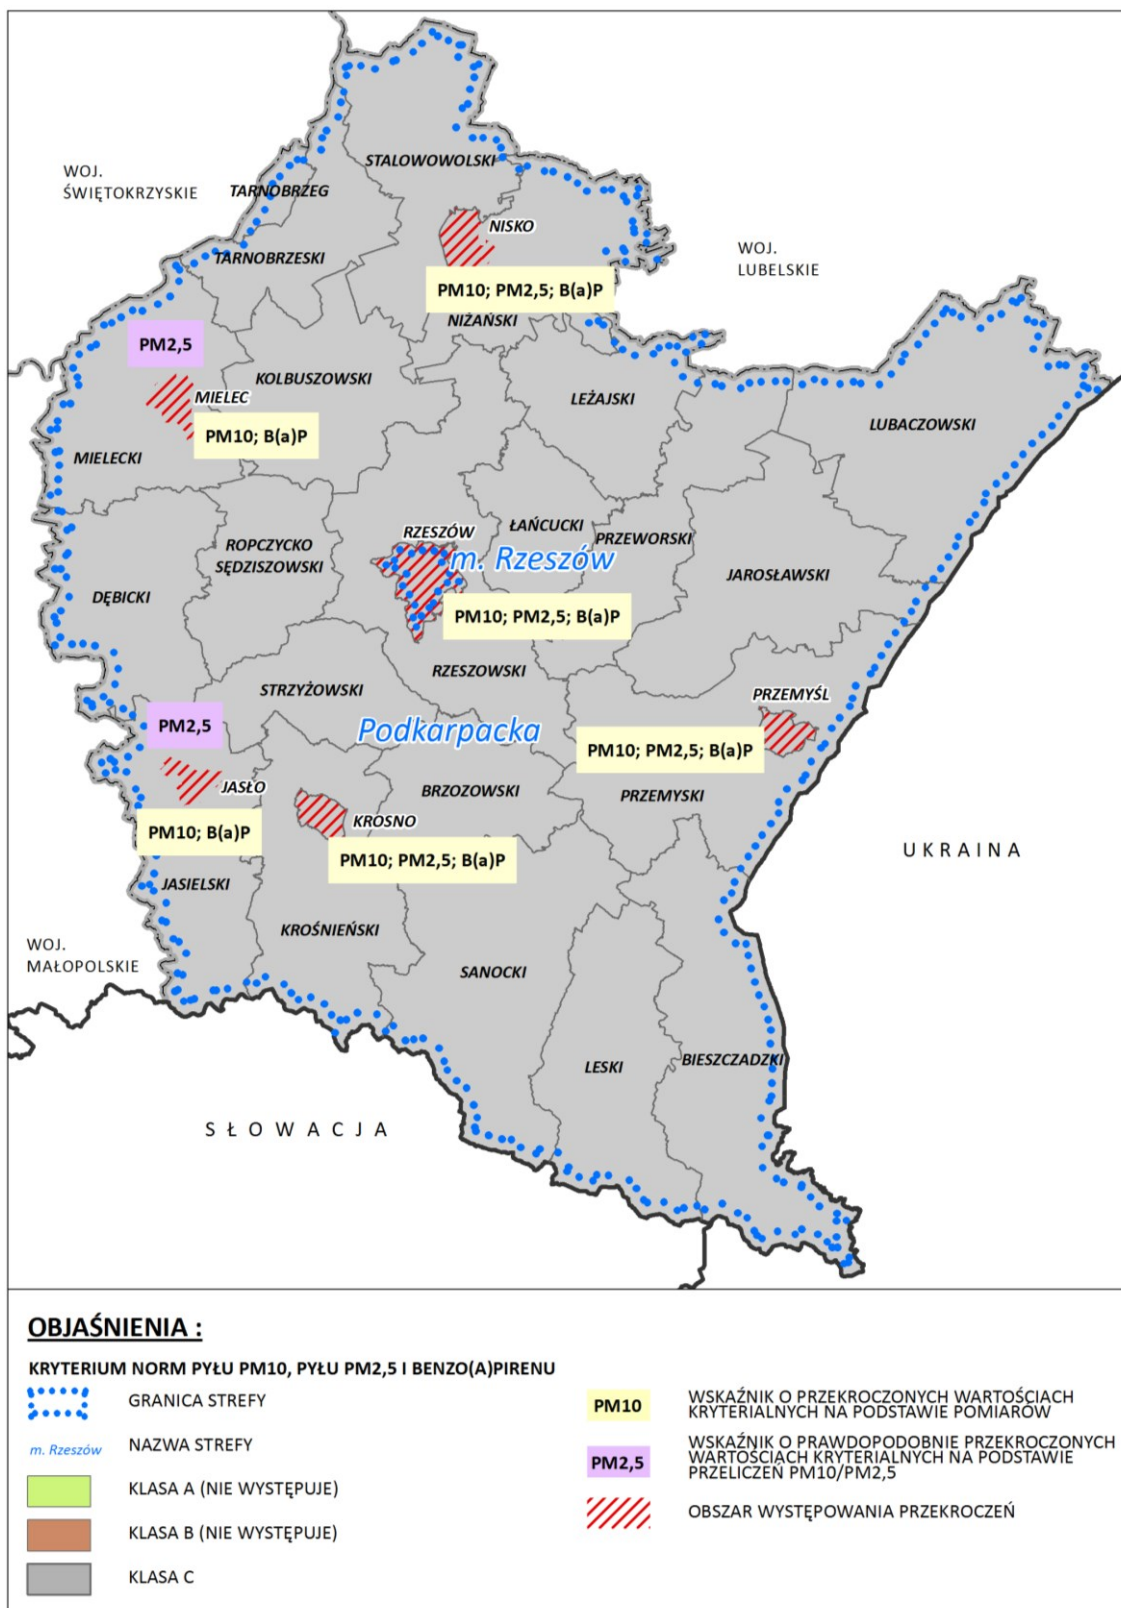 WOJ.
ŚWIĘTOKRZYSKIE
STALOWOWOLSKI
TARNOBRZEG
NISKO
TARNOBRZESKI
WOJ.
LUBELSKIE
PM10; PM2,5; B(a)P
NIŻAŃSKI
PM2,5
KOLBUSZOWSKI
MIELEC
LEŻAJSKI
LUBACZOWSKI
PM10; B(a)P
MIELECKI
RZESZÓW
ŁAŃCUCKI
PRZEWORSKI
ROPCZYCKO
SĘDZISZOWSKI
m. Rzeszów
JAROSŁAWSKI
DĘBICKI
PM10; PM2,5; B(a)P
RZESZOWSKI
STRZYŻOWSKI
PRZEMYŚL
PM2,5
Podkarpacka
PM10; PM2,5; B(a)P
JASŁO
BRZOZOWSKI
PRZEMYSKI
KROSNO
PM10; B(a)P
PM10; PM2,5; B(a)P
UKRAINA
JASIELSKI
KROŚNIEŃSKI
WOJ.
MAŁOPOLSKIE
SANOCKI
LESKI
BIESZCZADZKI
SŁOWACJA
OBJAŚNIENIA :
KRYTERIUM NORM PYŁU PM10, PYŁU PM2,5 I BENZO(A)PIRENU
GRANICA STREFY
m. Rzeszów
NAZWA STREFY
KLASA A (NIE WYSTĘPUJE)
KLASA B (NIE WYSTĘPUJE)
KLASA C
PM10
WSKAŹNIK O PRZEKROCZONYCH WARTOŚCIACH
KRYTERIALNYCH NA PODSTAWIE POMIARÓW
PM2,5
WSKAŹNIK O PRAWDOPODOBNIE PRZEKROCZONYCH
WARTOŚCIACH KRYTERIALNYCH NA PODSTAWIE
PRZELICZEŃ PM10/PM2,5
OBSZAR WYSTĘPOWANIA PRZEKROCZEŃ